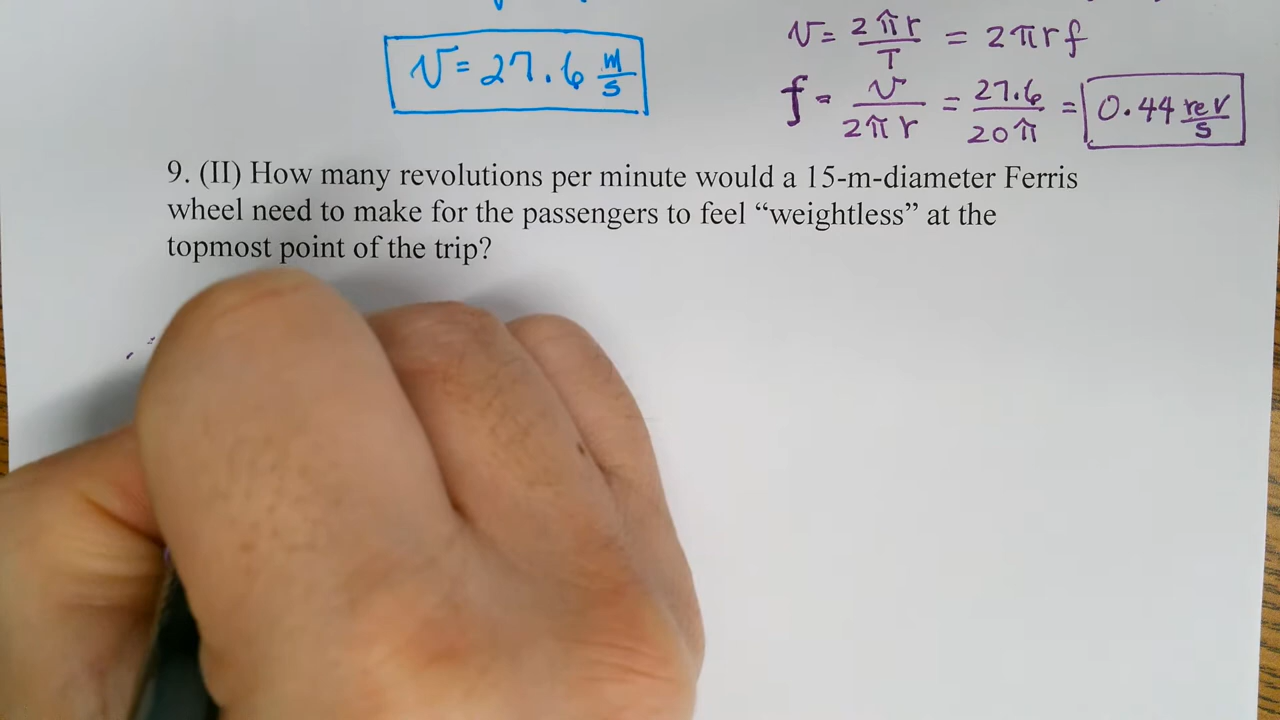 v = 2πr/T = 2πrf
v = 27.6 m/s
f = v/2πr = 27.6/20π = 0.44 rev/s
9. (II) How many revolutions per minute would a 15-m-diameter Ferris
wheel need to make for the passengers to feel “weightless” at the
topmost point of the trip?